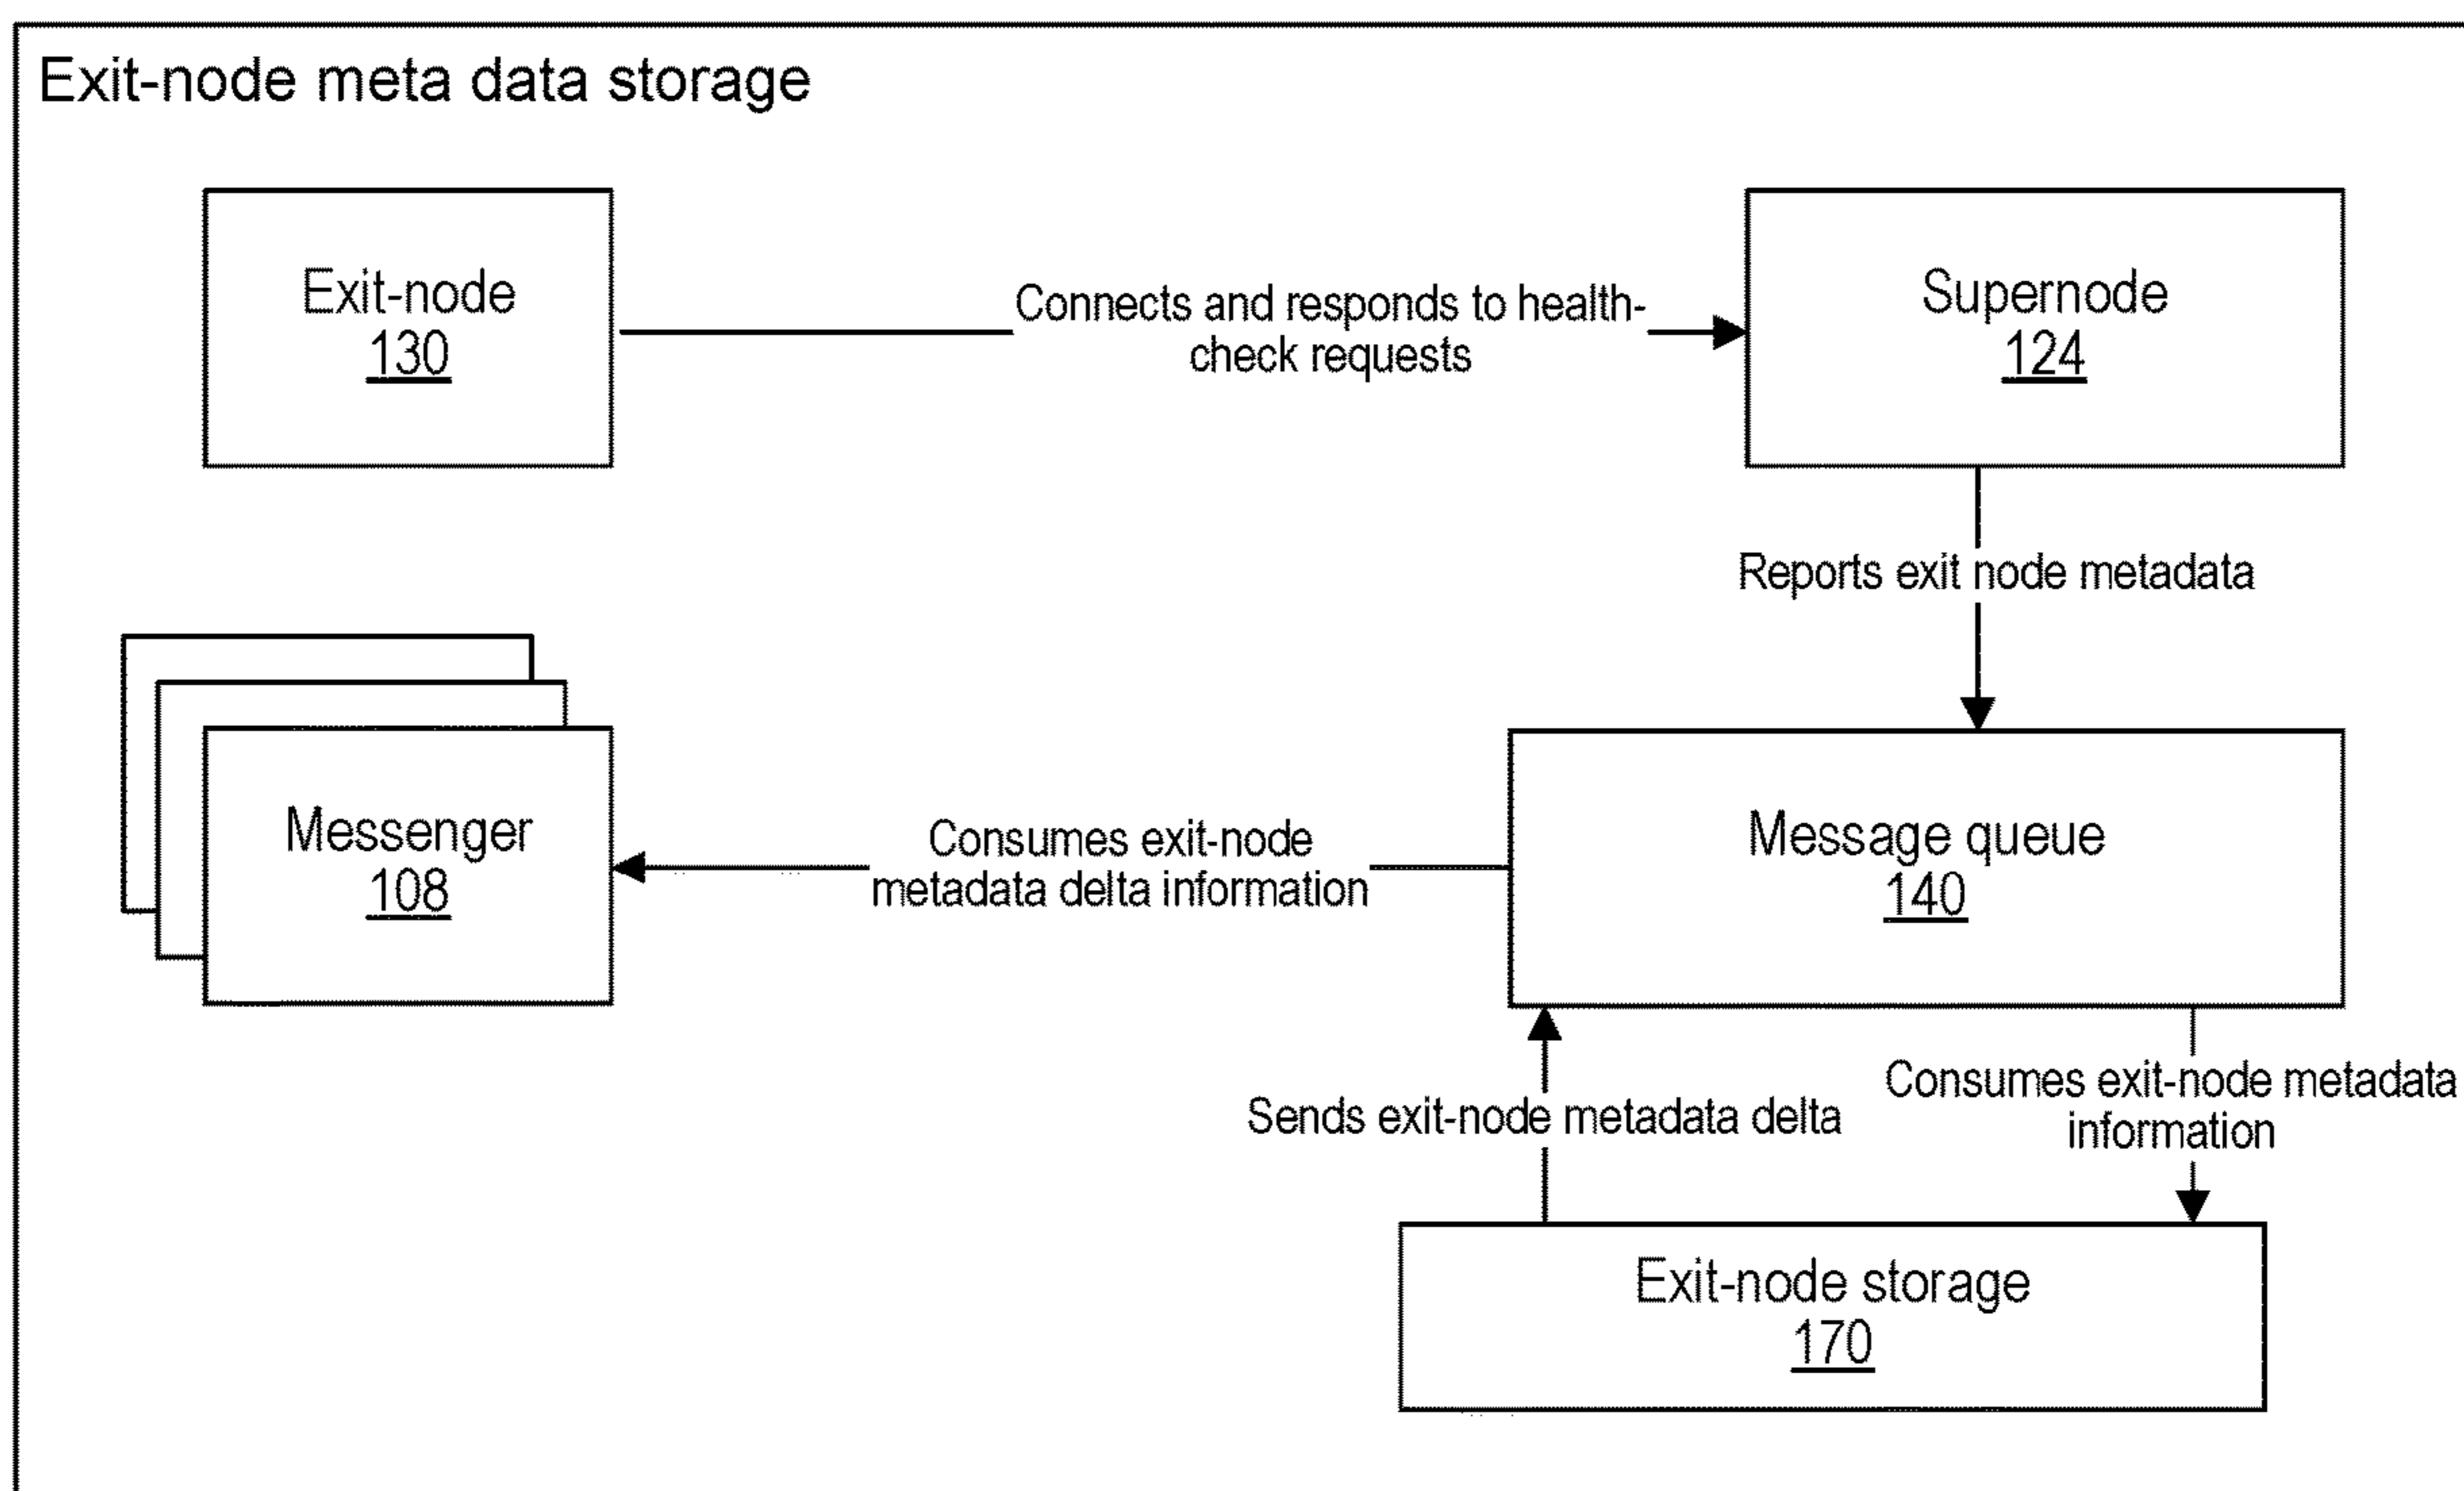 Exit-node meta data storage
Exit-node
130
Connects and responds to health-
check requests
Supernode
124
Reports exit node metadata
Messenger
108
Consumes exit-node
metadata delta information
Message queue
140
Sends exit-node metadata delta
Consumes exit-node metadata
information
Exit-node storage
170